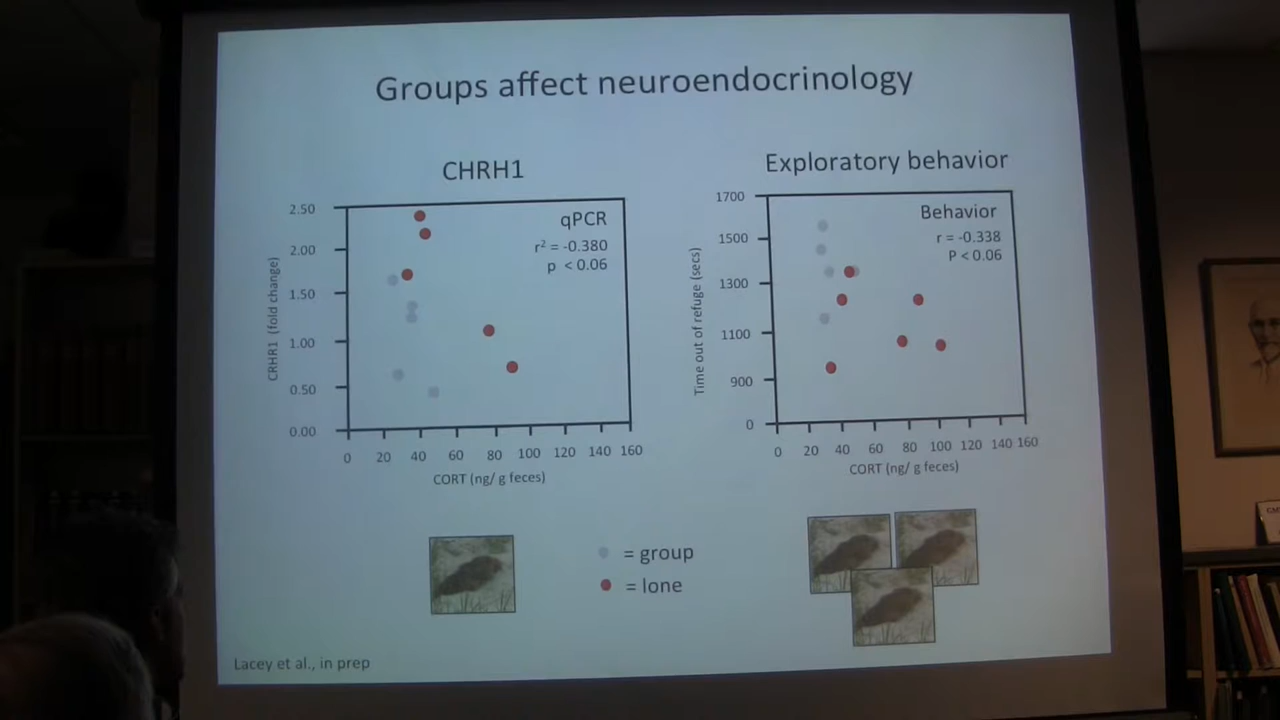 Groups affect neuroendocrinology
CHRH1
Exploratory behavior
CRHR1 (fold change)
2.50
2.00
1.50
1.00
0.50
0.00
qPCR
r² = -0.380
p < 0.06
0 20 40 60 80 100 120 140 160
CORT (ng/ g feces)
Time out of refuge (secs)
1700
1500
1300
1100
900
0
Behavior
r = -0.338
P < 0.06
0 20 40 60 80 100 120 140 160
CORT (ng/ g feces)
= group
= lone
Lacey et al., in prep